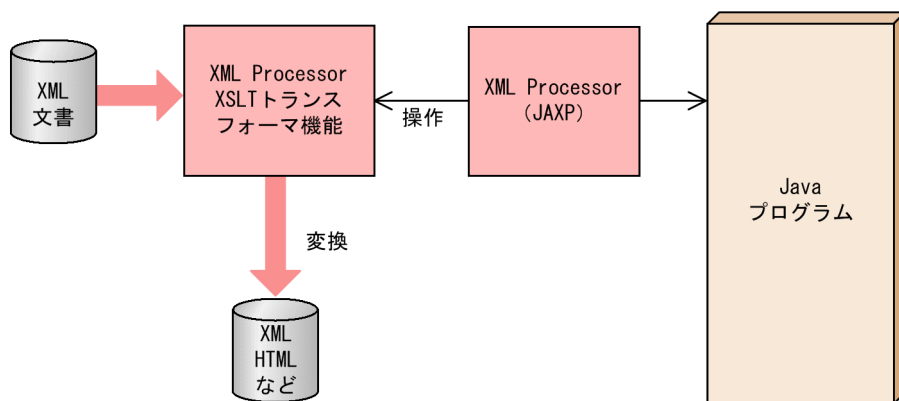 XML
文書
XML Processor
XSLTトランス
フォーマ機能
操作
XML Processor
（JAXP）
Java
プログラム
変換
XML
HTML
など